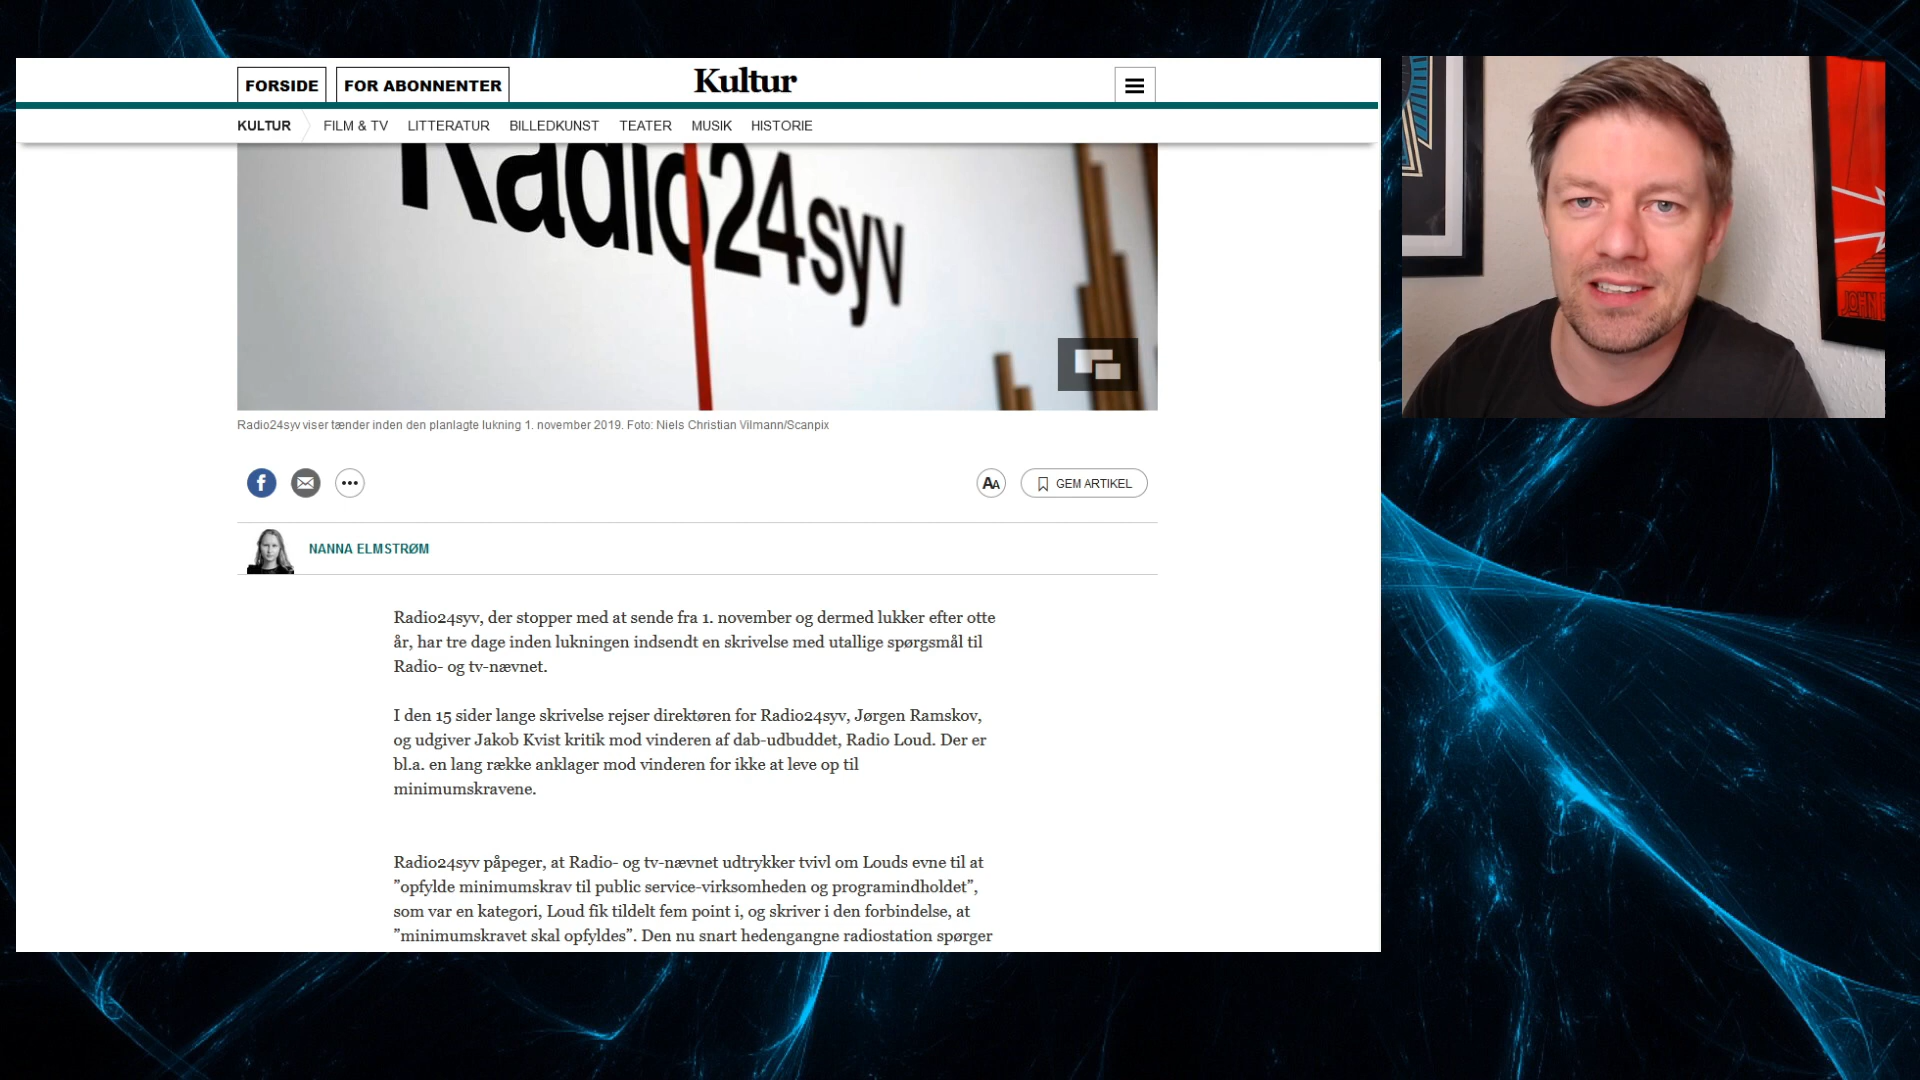 FORSIDE
FOR ABONNENTER
Kultur
KULTUR
FILM & TV
LITTERATUR
BILLEDKUNST
TEATER
MUSIK
HISTORIE
Radio24syv
Radio24syv viser tænder inden den planlagte lukning 1. november 2019. Foto: Niels Christian Vilmann/Scanpix
f
AA
GEM ARTIKEL
NANNA ELMSTRØM
Radio24syv, der stopper med at sende fra 1. november og dermed lukker efter otte
år, har tre dage inden lukningen indsendt en skrivelse med utallige spørgsmål til
Radio- og tv-nævnet.
I den 15 sider lange skrivelse rejser direktøren for Radio24syv, Jørgen Ramskov,
og udgiver Jakob Kvist kritik mod vinderen af dab-udbuddet, Radio Loud. Der er
bl.a. en lang række anklager mod vinderen for ikke at leve op til
minimumskravene.
Radio24syv påpeger, at Radio- og tv-nævnet udtrykker tvivl om Louds evne til at
”opfylde minimumskrav til public service-virksomheden og programindholdet”,
som var en kategori, Loud fik tildelt fem point i, og skriver i den forbindelse, at
”minimumskravet skal opfyldes”. Den nu snart hedengangne radiostation spørger
JOHN